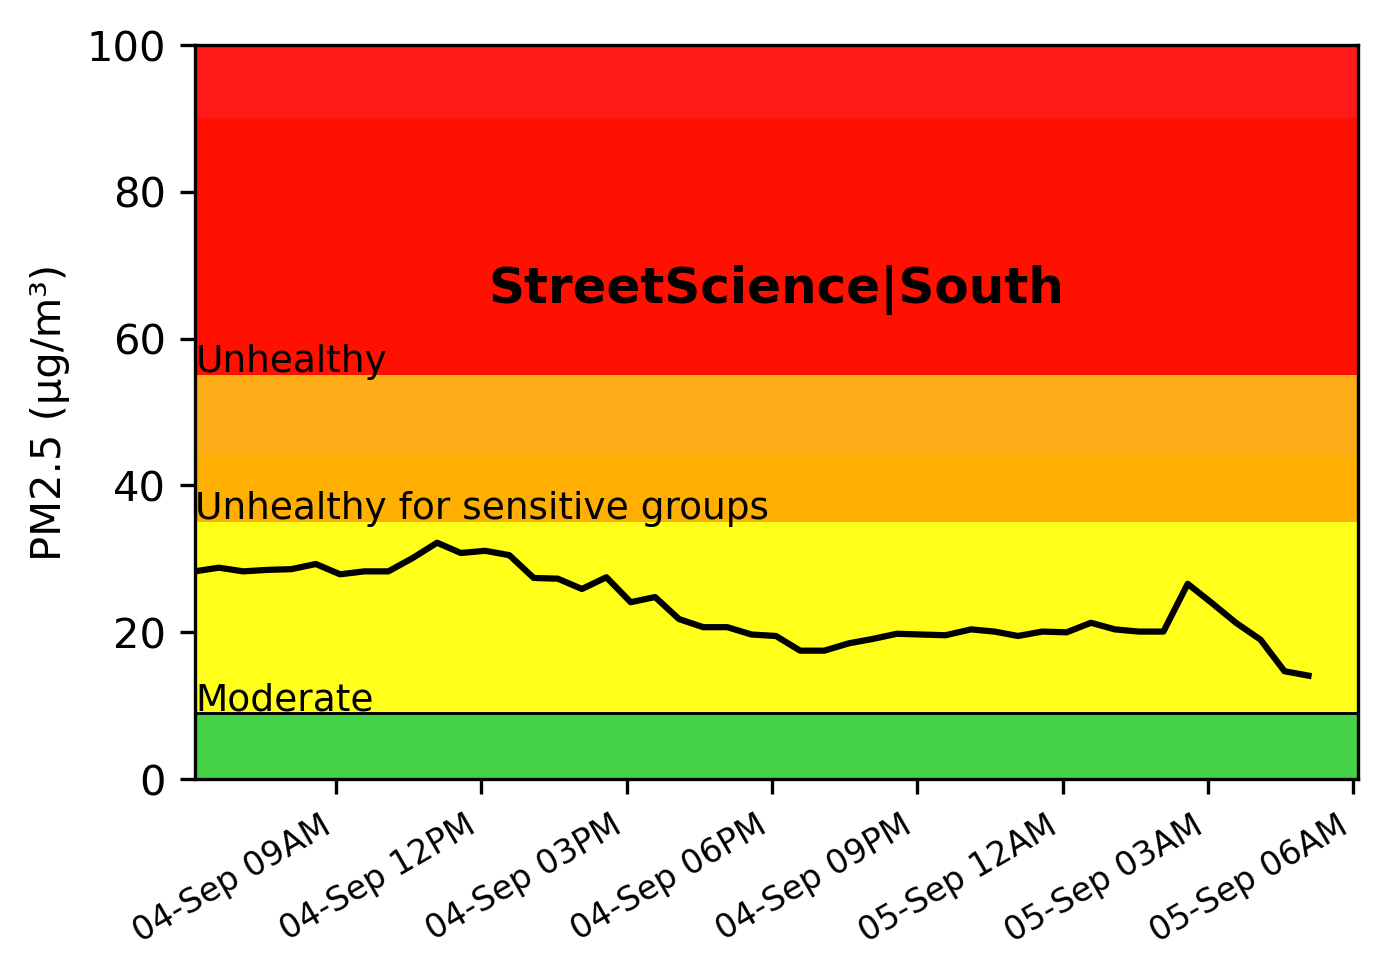 100
80
60
40
20
0
PM2.5 (µg/m³)
StreetScience|South
Unhealthy
Unhealthy for sensitive groups
Moderate
04-Sep 09AM
04-Sep 12PM
04-Sep 03PM
04-Sep 06PM
04-Sep 09PM
05-Sep 12AM
05-Sep 03AM
05-Sep 06AM